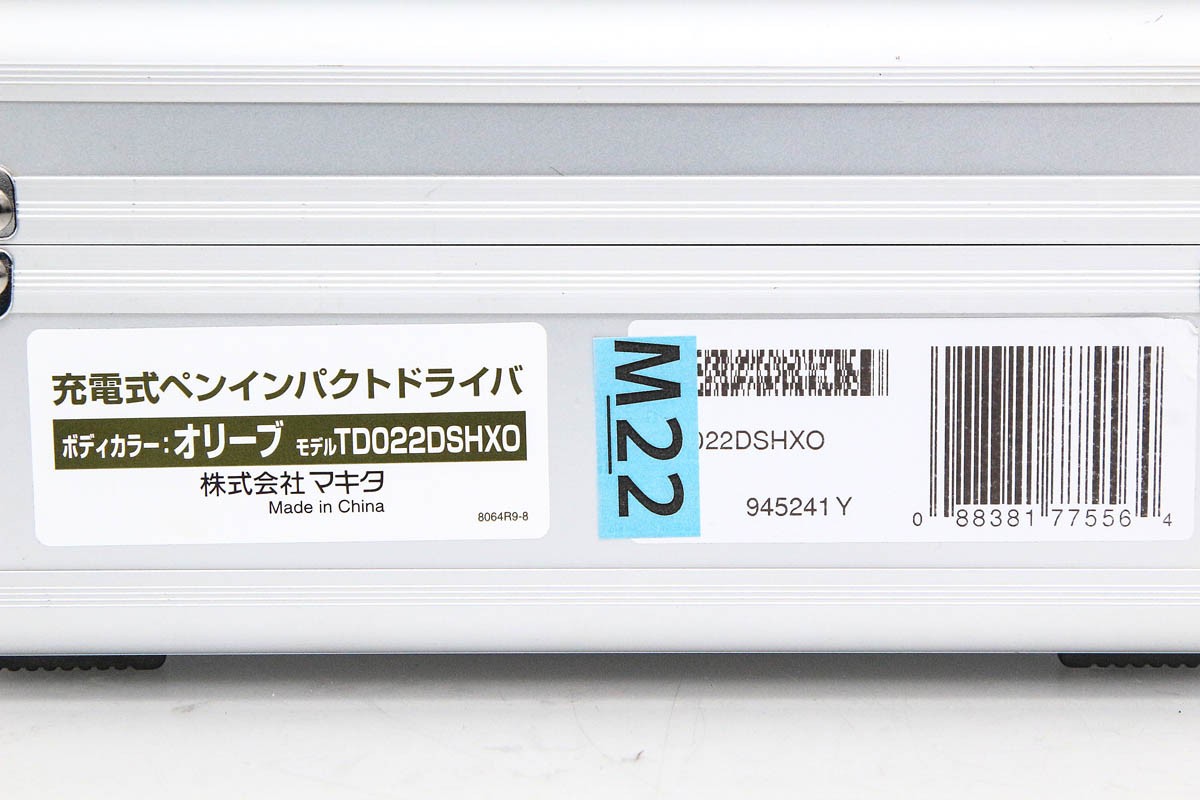 充電式ペンインパクトドライバ
ボディカラー:オリーブ モデルTD022DSHXO
株式会社マキタ
Made in China
8064R9-8
M22
022DSHXO
945241Y
0 88381 77556 4